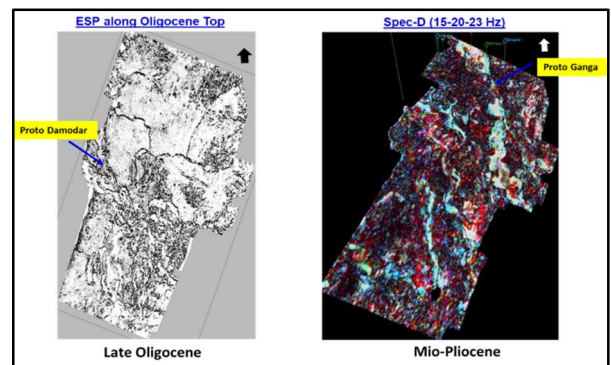 ESP along Oligocene Top
Spec-D (15-20-23 Hz)
Proto Ganga
Proto Damodar
Late Oligocene
Mio-Pliocene